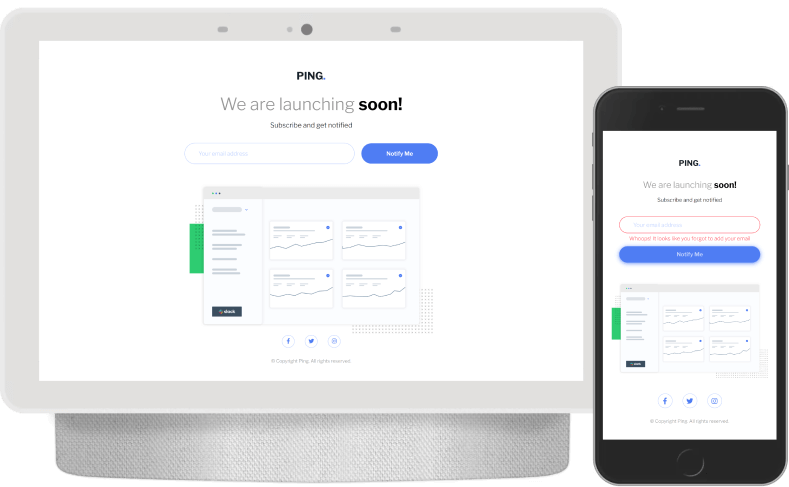 PING.
We are launching soon!
Subscribe and get notified
Your email address
Notify Me
slack
© Copyright Ping. All rights reserved.
PING.
We are launching soon!
Subscribe and get notified
Your email address
Whoops! It looks like you forgot to add your email
Notify Me
slack
© Copyright Ping. All rights reserved.